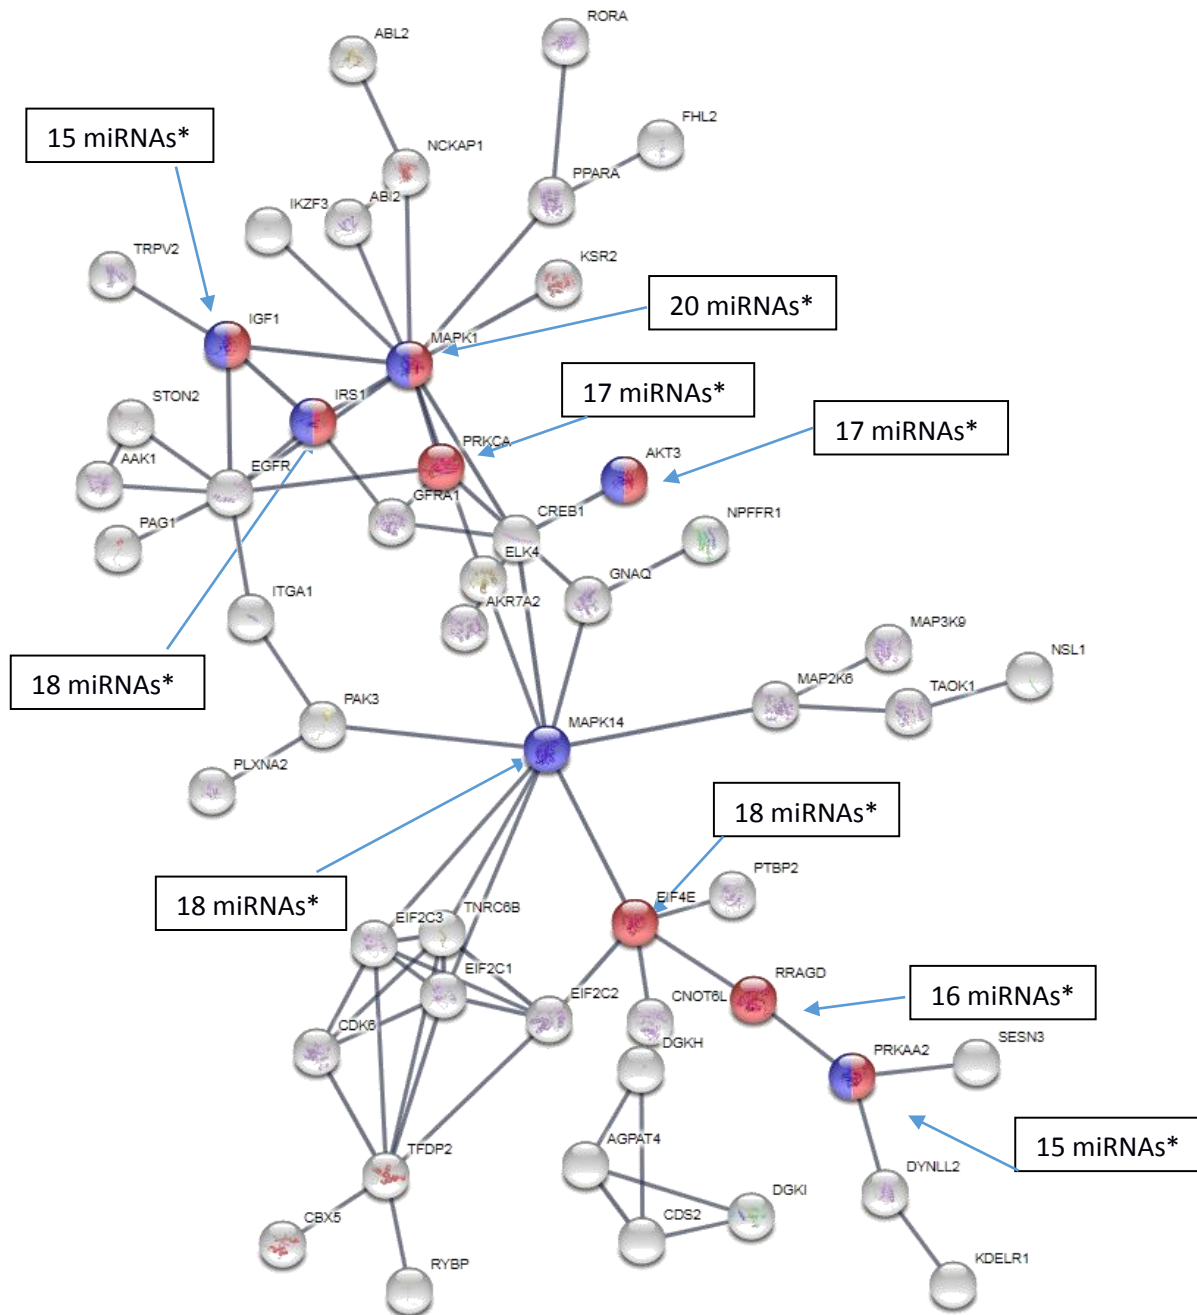 RORA
ABL2
FHL2
15 miRNAs*
NCKAP1
PPARA
IKZF3
ABI2
TRPV2
KSR2
20 miRNAs*
IGF1
MAPK1
17 miRNAs*
STON2
IRS1
17 miRNAs*
PRKCA
AKT3
AAK1
EGFR
GFRA1
CREB1
NPFFR1
PAG1
ELK4
GNAQ
ITGA1
AKR7A2
MAP3K9
NSL1
18 miRNAs*
MAP2K6
TAOK1
PAK3
MAPK14
PLXNA2
18 miRNAs*
PTBP2
18 miRNAs*
EIF4E
TNRC6B
EIF2C3
EIF2C1
RRAGD
EIF2C2
CNOT6L
16 miRNAs*
CDK6
DGKH
SESN3
PRKAA2
AGPAT4
TFDP2
15 miRNAs*
DYNLL2
DGKI
CDS2
CBX5
RYBP
KDELR1